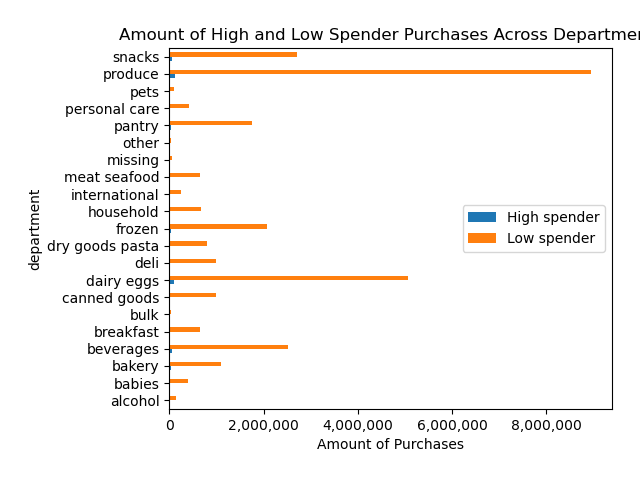 Amount of High and Low Spender Purchases Across Departmen
snacks
produce
pets
personal care
pantry
other
missing
meat seafood
international
household
frozen
dry goods pasta
deli
dairy eggs
canned goods
bulk
breakfast
beverages
bakery
babies
alcohol
department
High spender
Low spender
0 2,000,000 4,000,000 6,000,000 8,000,000
Amount of Purchases